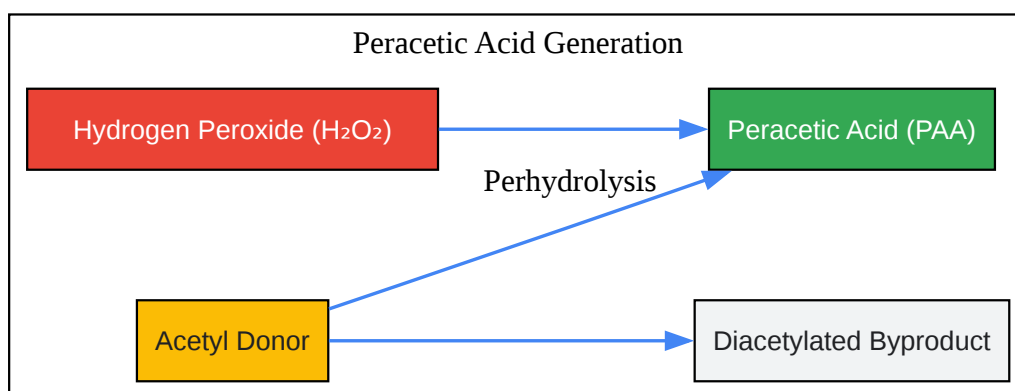 Peracetic Acid Generation
Hydrogen Peroxide (H₂O₂)
Peracetic Acid (PAA)
Perhydrolysis
Acetyl Donor
Diacetylated Byproduct